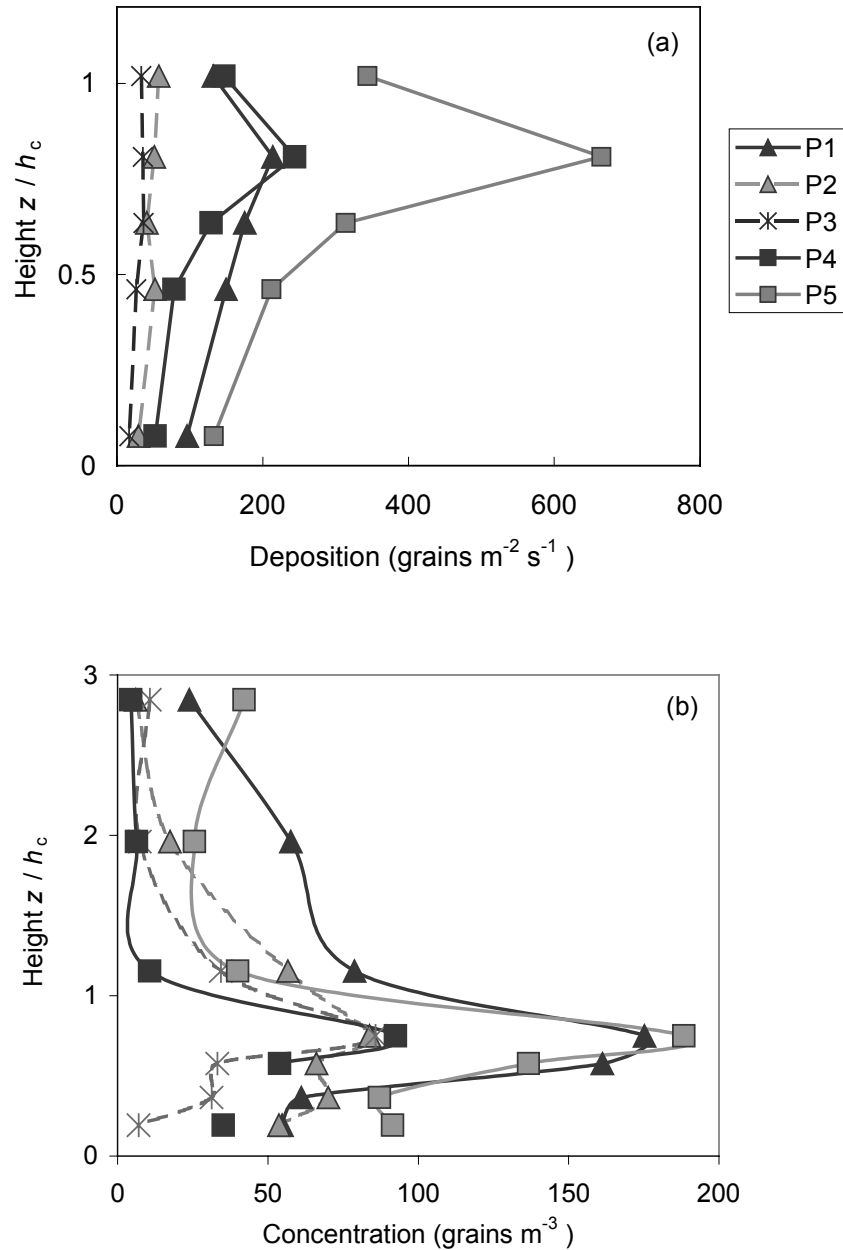 (a)
1
0.5
0
Height z / hc
0 200 400 600 800
Deposition (grains m-2 s-1 )
P1
P2
P3
P4
P5
(b)
3
2
1
0
Height z / hc
0 50 100 150 200
Concentration (grains m-3 )